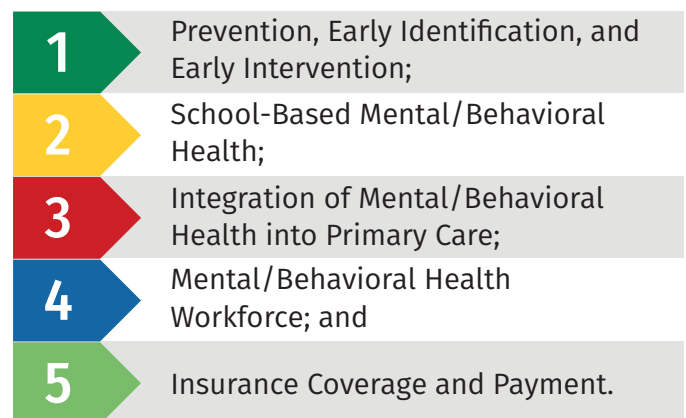 1
Prevention, Early Identification, and
Early Intervention;
2
School-Based Mental/Behavioral
Health;
3
Integration of Mental/Behavioral
Health into Primary Care;
4
Mental/Behavioral Health
Workforce; and
5
Insurance Coverage and Payment.